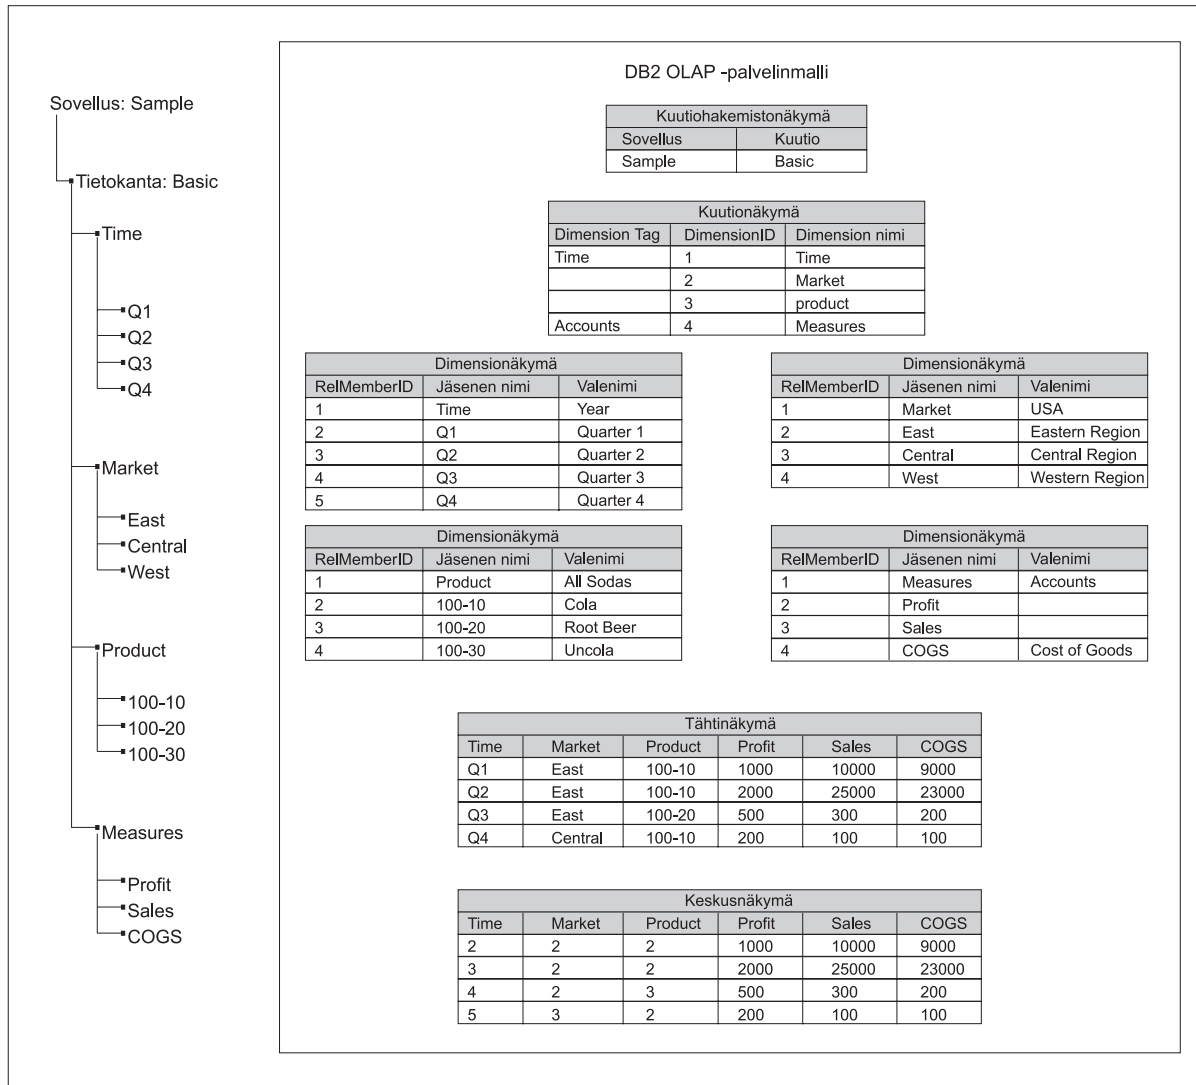 Sovellus: Sample
Tietokanta: Basic
Time
Q1
Q2
Q3
Q4
Market
East
Central
West
Product
100-10
100-20
100-30
Measures
Profit
Sales
COGS
DB2 OLAP -palvelinmalli
Kuutiohakemistonäkymä
Sovellus Kuutio
Sample Basic
Kuutionäkymä
Dimension Tag DimensionID Dimension nimi
Time 1 Time
2 Market
3 product
Accounts 4 Measures
Dimensionäkymä
RelMemberID Jäsenen nimi Valenimi
1 Time Year
2 Q1 Quarter 1
3 Q2 Quarter 2
4 Q3 Quarter 3
5 Q4 Quarter 4
Dimensionäkymä
RelMemberID Jäsenen nimi Valenimi
1 Market USA
2 East Eastern Region
3 Central Central Region
4 West Western Region
Dimensionäkymä
RelMemberID Jäsenen nimi Valenimi
1 Product All Sodas
2 100-10 Cola
3 100-20 Root Beer
4 100-30 Uncola
Dimensionäkymä
RelMemberID Jäsenen nimi Valenimi
1 Measures Accounts
2 Profit
3 Sales
4 COGS Cost of Goods
Tähtinäkymä
Time Market Product Profit Sales COGS
Q1 East 100-10 1000 10000 9000
Q2 East 100-10 2000 25000 23000
Q3 East 100-20 500 300 200
Q4 Central 100-10 200 100 100
Keskusnäkymä
Time Market Product Profit Sales COGS
2 2 2 1000 10000 9000
3 2 2 2000 25000 23000
4 2 3 500 300 200
5 3 2 200 100 100